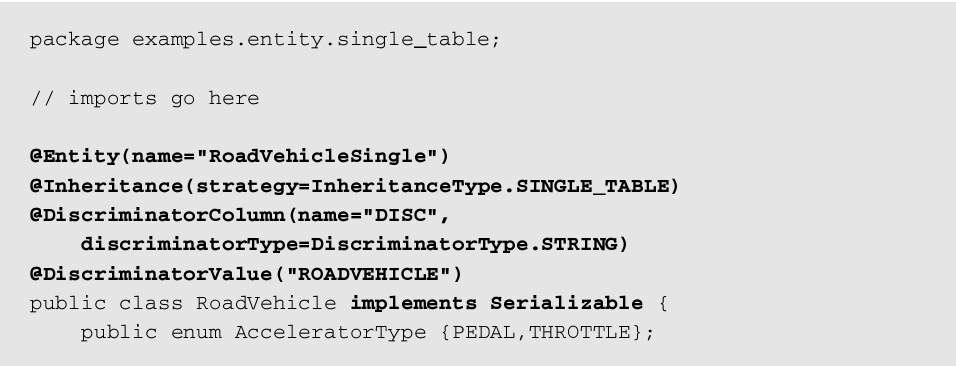 package examples.entity.single_table;
// imports go here
@Entity(name="RoadVehicleSingle")
@Inheritance(strategy=InheritanceType.SINGLE_TABLE)
@DiscriminatorColumn(name="DISC",
    discriminatorType=DiscriminatorType.STRING)
@DiscriminatorValue("ROADVEHICLE")
public class RoadVehicle implements Serializable {
    public enum AcceleratorType {PEDAL,THROTTLE};